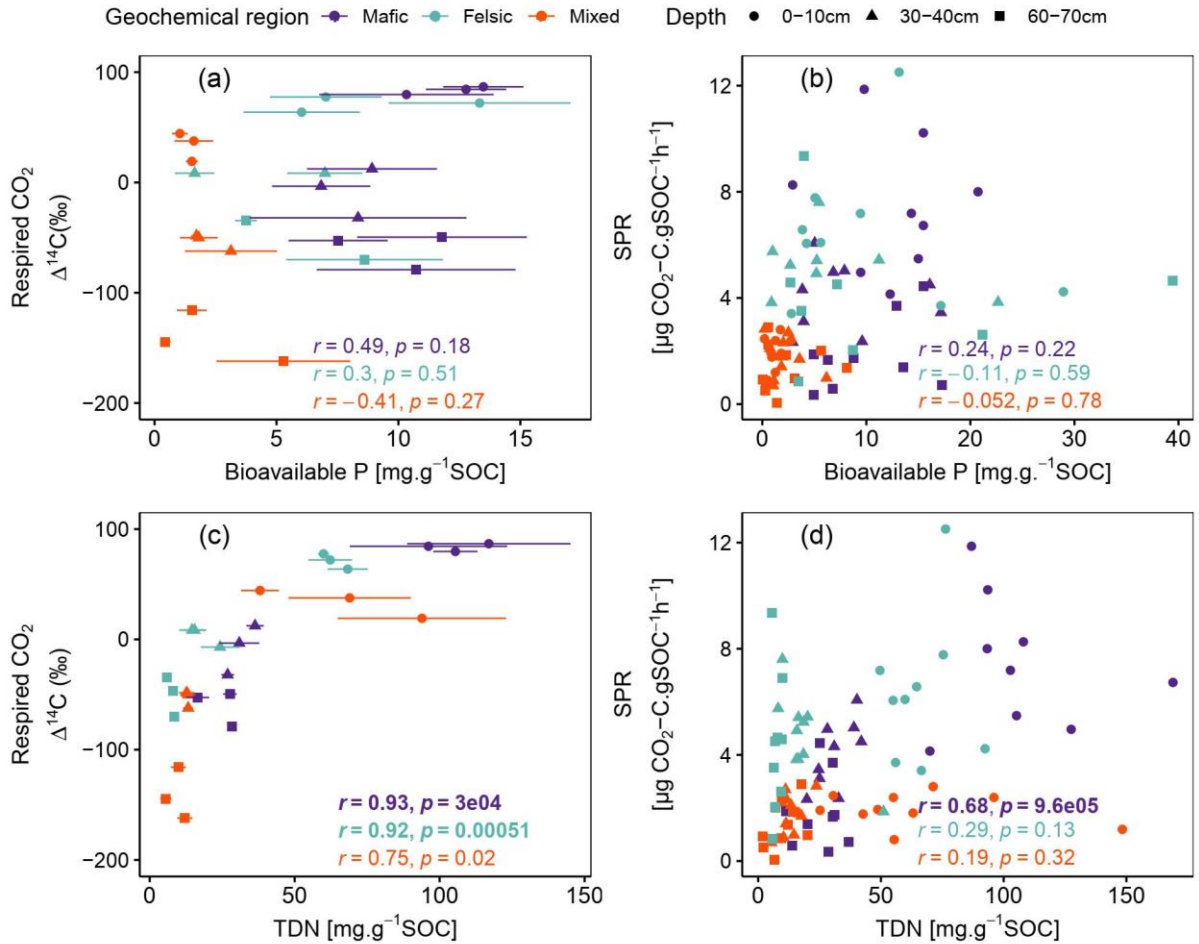 Geochemical region Mafic Felsic Mixed Depth 0−10cm 30−40cm 60−70cm
(a)
Respired CO₂
Δ¹⁴C(‰)
100
0
−100
−200
r = 0.49, p = 0.18
r = 0.3, p = 0.51
r = −0.41, p = 0.27
0 5 10 15
Bioavailable P [mg.g⁻¹SOC]
(b)
SPR
[µg CO₂−C.gSOC⁻¹h⁻¹]
12
8
4
0
r = 0.24, p = 0.22
r = −0.11, p = 0.59
r = −0.052, p = 0.78
0 10 20 30 40
Bioavailable P [mg.g.⁻¹SOC]
(c)
Respired CO₂
Δ¹⁴C (‰)
100
0
−100
−200
r = 0.93, p = 3e04
r = 0.92, p = 0.00051
r = 0.75, p = 0.02
0 50 100 150
TDN [mg.g⁻¹SOC]
(d)
SPR
[µg CO₂−C.gSOC⁻¹h⁻¹]
12
8
4
0
r = 0.68, p = 9.6e05
r = 0.29, p = 0.13
r = 0.19, p = 0.32
0 50 100 150
TDN [mg.g⁻¹SOC]